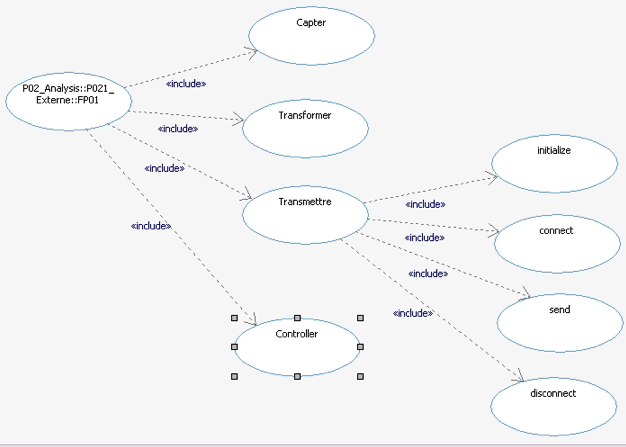 Capter
P02_Analysis::P021_
Externe::FP01
«include»
Transformer
«include»
«include»
Transmettre
initialize
«include»
«include»
connect
«include»
«include»
send
«include»
Controller
disconnect